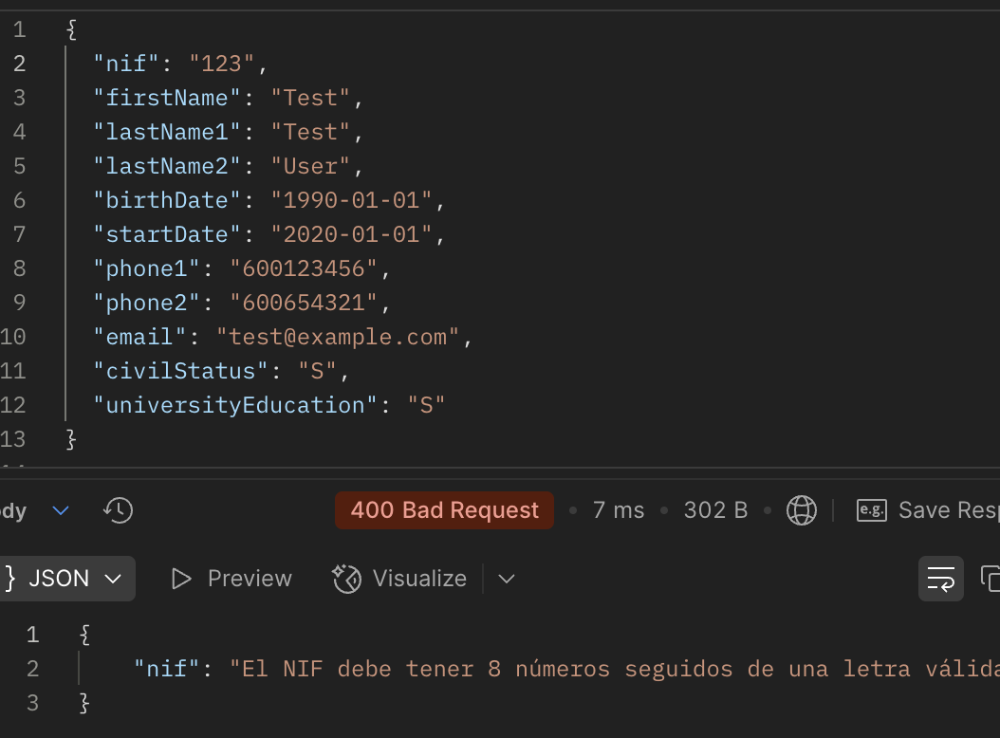 1 {
2 "nif": "123",
3 "firstName": "Test",
4 "lastName1": "Test",
5 "lastName2": "User",
6 "birthDate": "1990-01-01",
7 "startDate": "2020-01-01",
8 "phone1": "600123456",
9 "phone2": "600654321",
10 "email": "test@example.com",
11 "civilStatus": "S",
12 "universityEducation": "S"
13 }
dy 400 Bad Request • 7 ms • 302 B • e.g. Save Resp
} JSON Preview Visualize
1 {
2 "nif": "El NIF debe tener 8 números seguidos de una letra válida
3 }